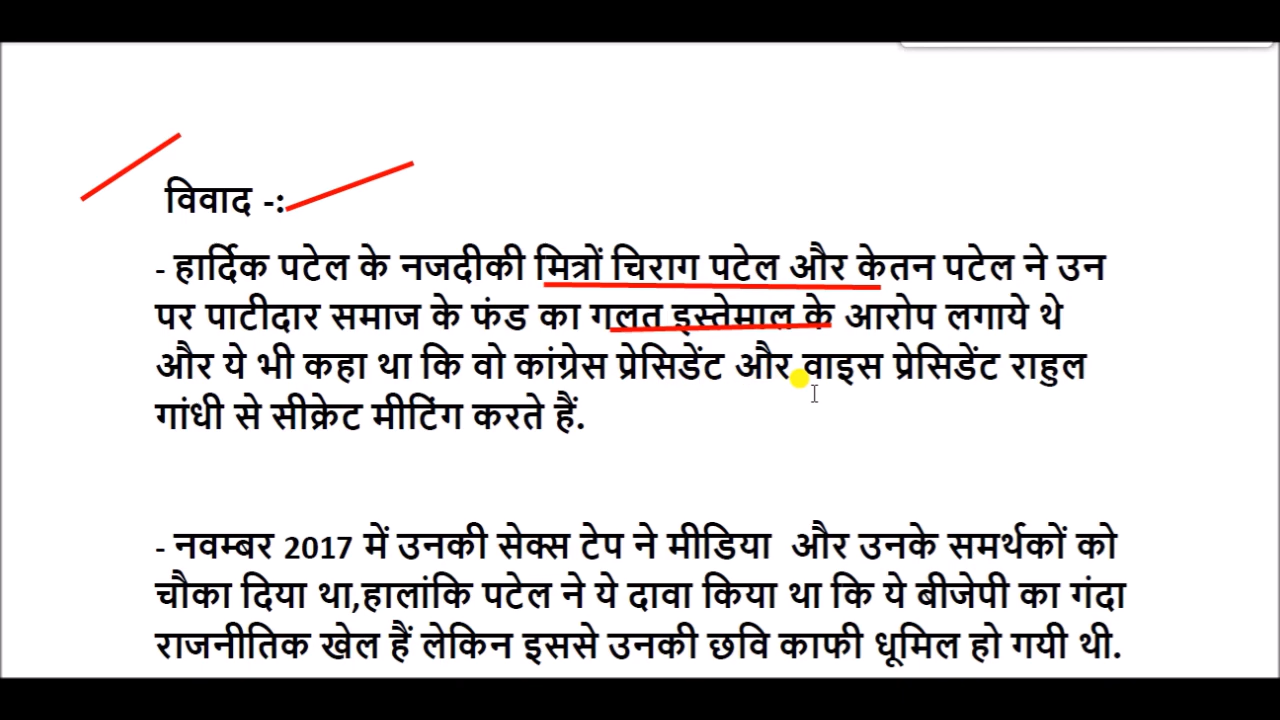 विवाद -:
- हार्दिक पटेल के नजदीकी मित्रों चिराग पटेल और केतन पटेल ने उन
पर पाटीदार समाज के फंड का गलत इस्तेमाल के आरोप लगाये थे
और ये भी कहा था कि वो कांग्रेस प्रेसिडेंट और वाइस प्रेसिडेंट राहुल
गांधी से सीक्रेट मीटिंग करते हैं.
- नवम्बर 2017 में उनकी सेक्स टेप ने मीडिया और उनके समर्थकों को
चौका दिया था,हालांकि पटेल ने ये दावा किया था कि ये बीजेपी का गंदा
राजनीतिक खेल हैं लेकिन इससे उनकी छवि काफी धूमिल हो गयी थी.